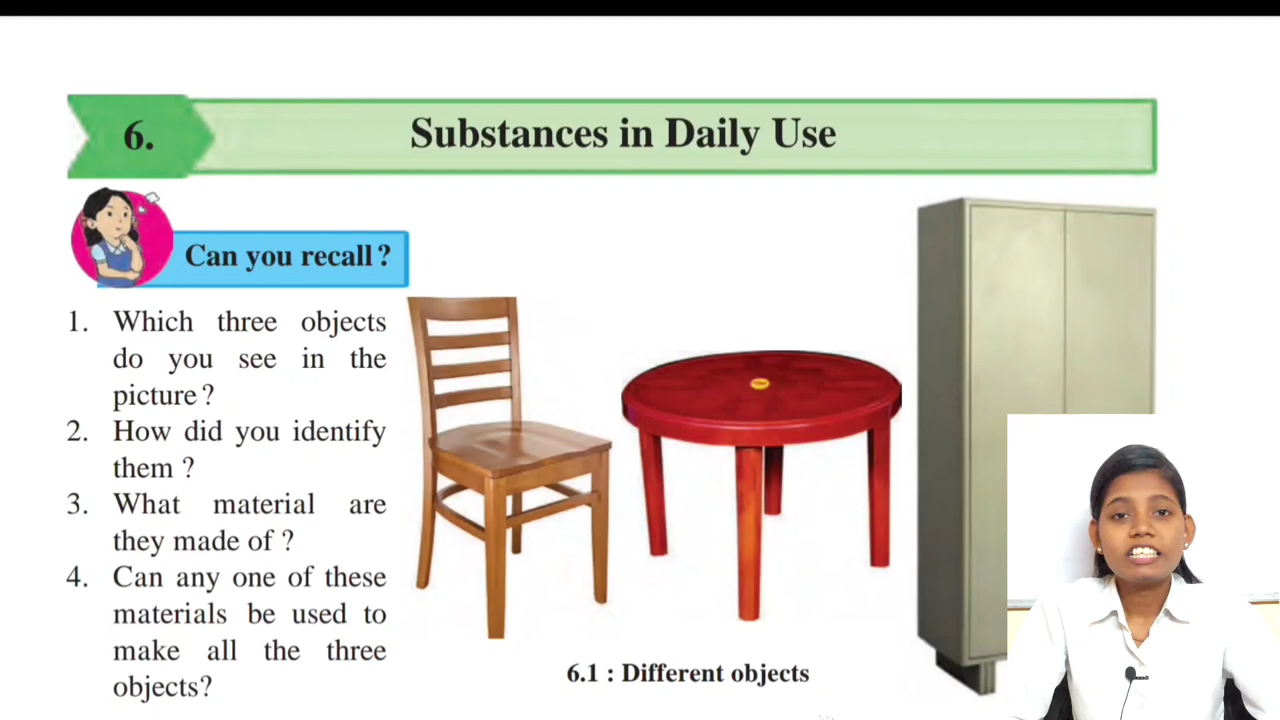 6.
Substances in Daily Use
Can you recall ?
1. Which three objects
do you see in the
picture ?
2. How did you identify
them ?
3. What material are
they made of ?
4. Can any one of these
materials be used to
make all the three
objects?
6.1 : Different objects